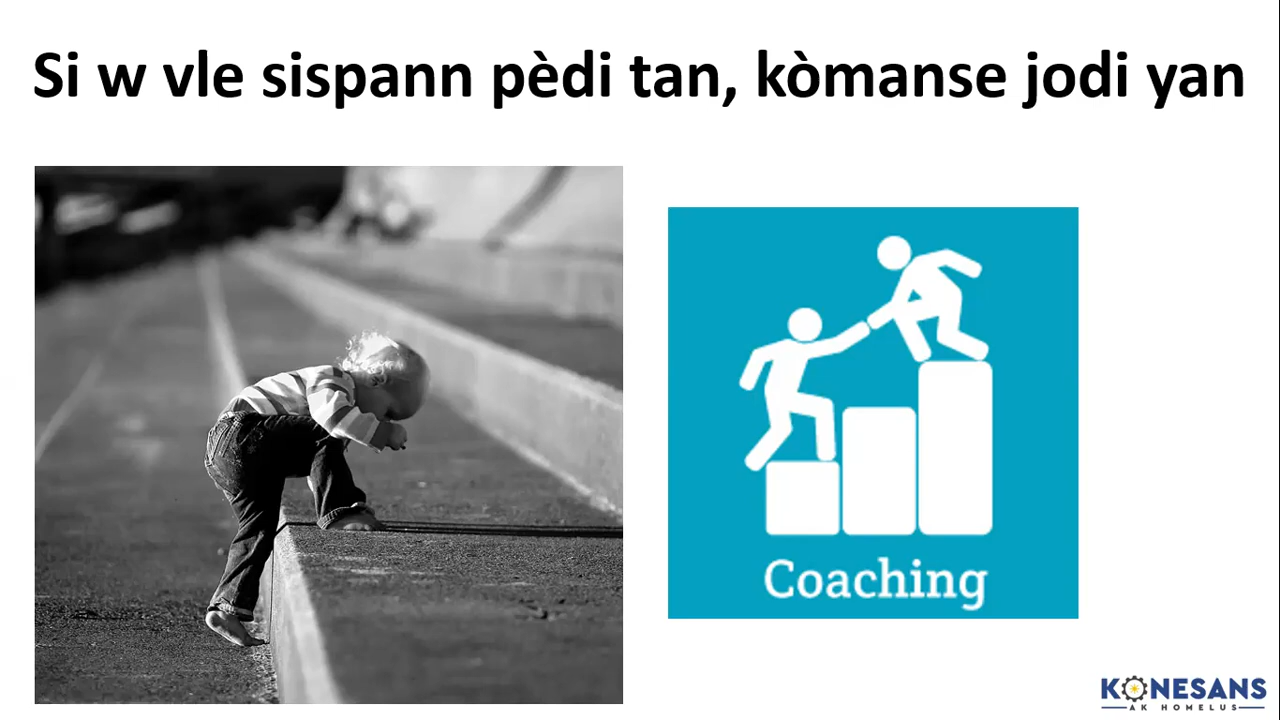 Si w vle sispann pèdi tan, kòmanse jodi yan
Coaching
KONESANS
AK HOMELUS